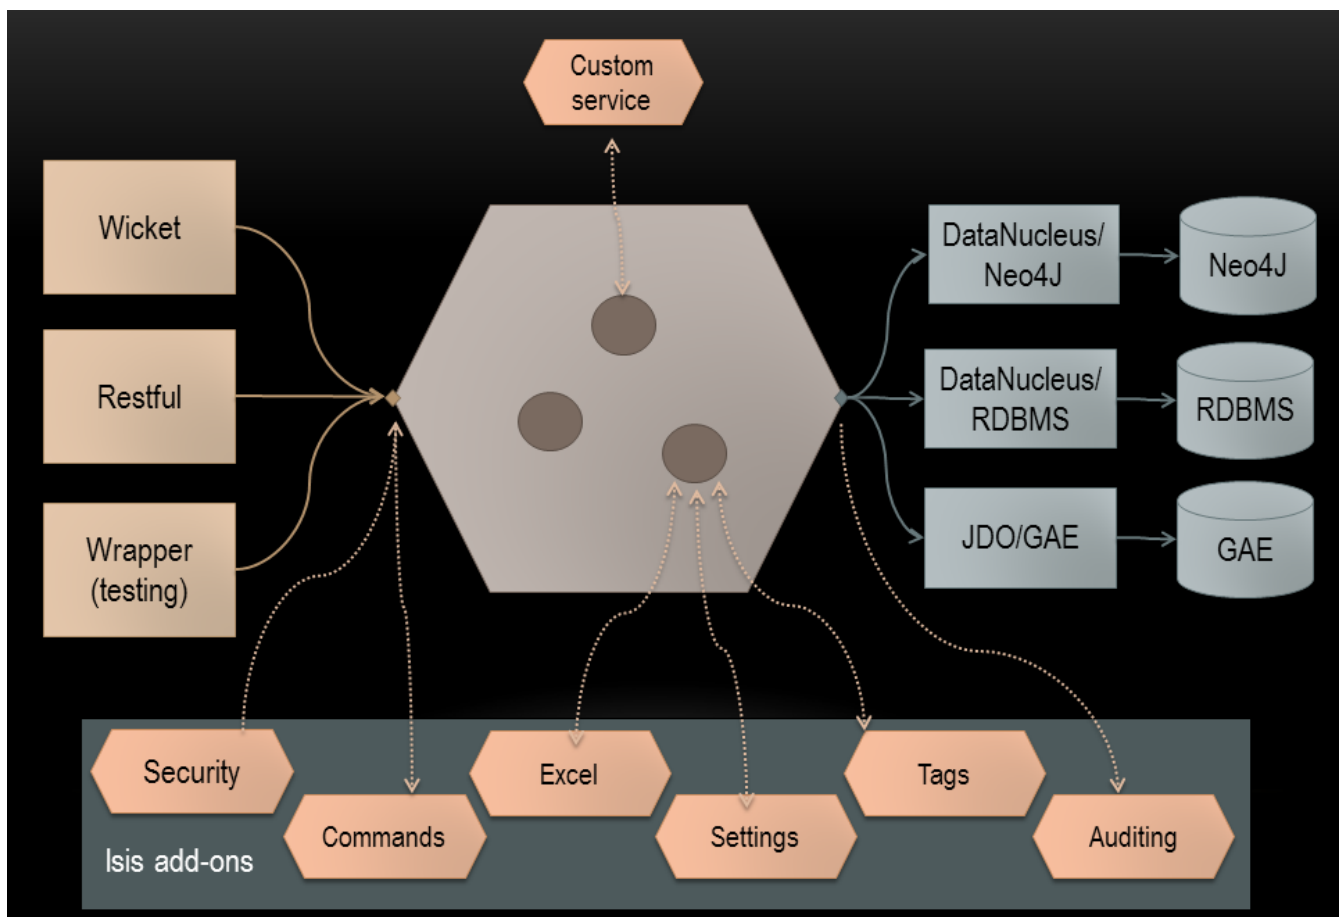 Custom
service
Wicket
Restful
Wrapper
(testing)
DataNucleus/
Neo4J
Neo4J
DataNucleus/
RDBMS
RDBMS
JDO/GAE
GAE
Security
Commands
Excel
Settings
Tags
Auditing
Isis add-ons